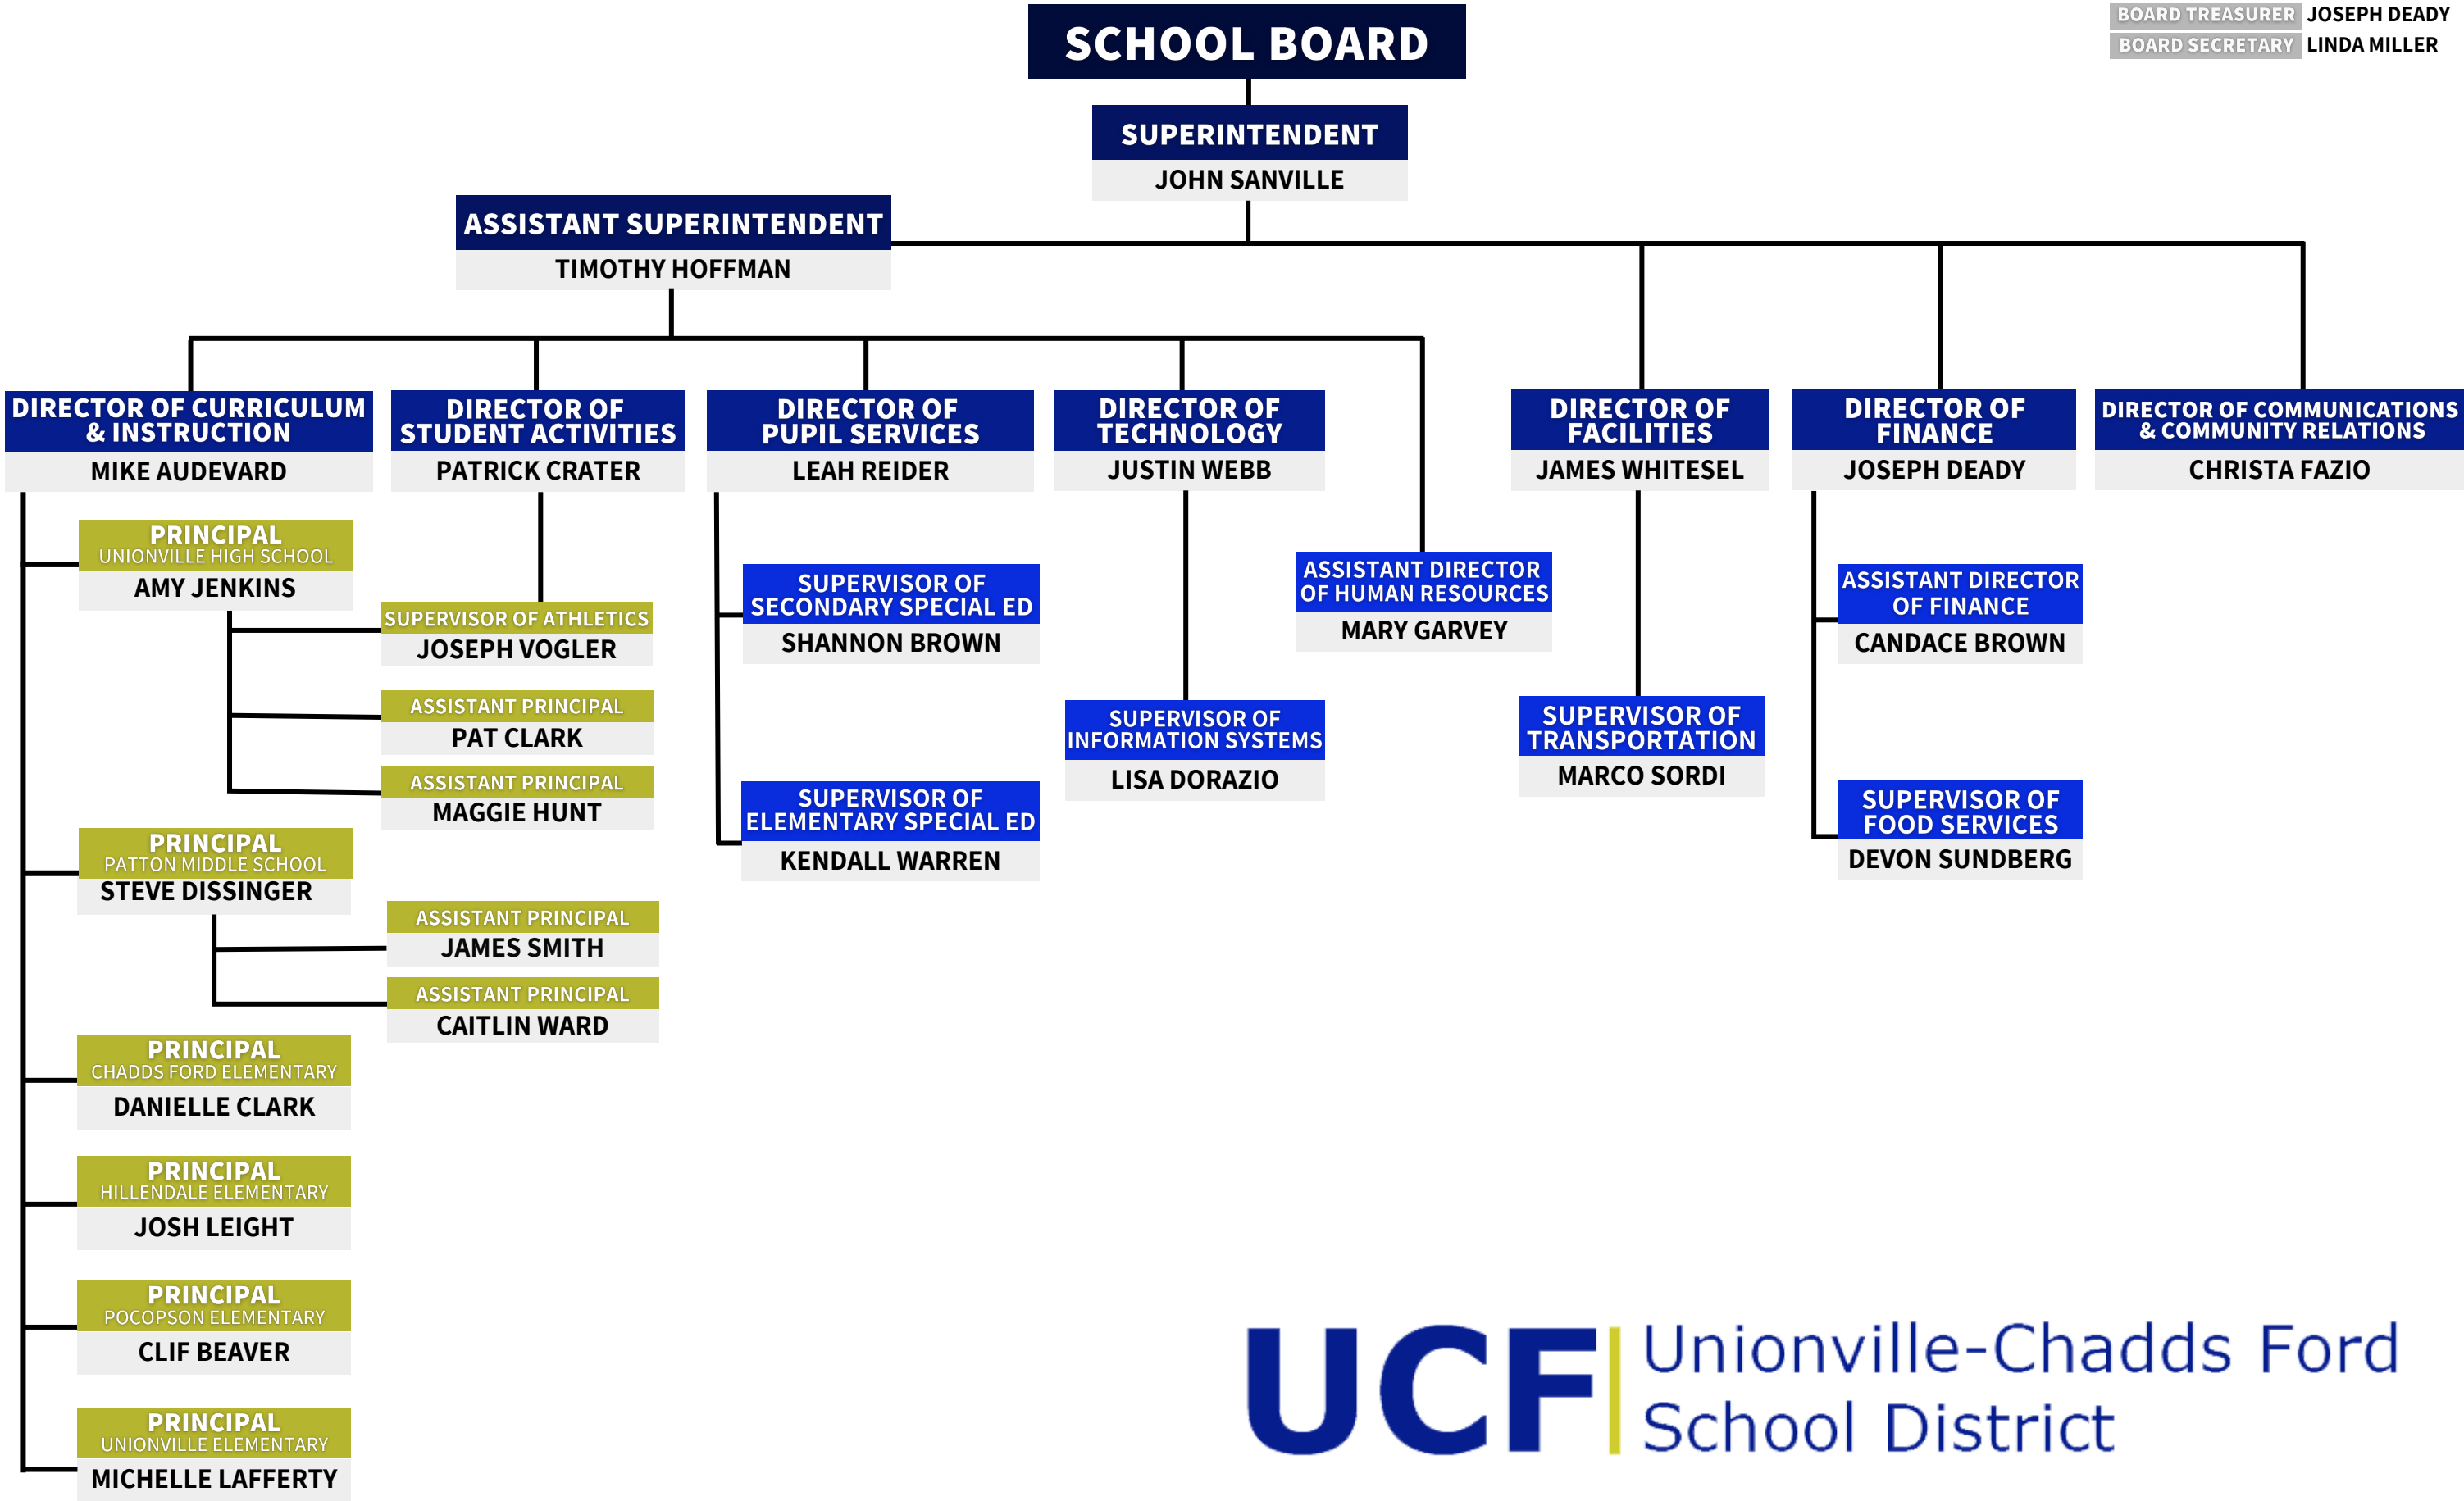 BOARD TREASURER JOSEPH DEADY
BOARD SECRETARY LINDA MILLER
SCHOOL BOARD
SUPERINTENDENT
JOHN SANVILLE
ASSISTANT SUPERINTENDENT
TIMOTHY HOFFMAN
DIRECTOR OF CURRICULUM
& INSTRUCTION
MIKE AUDEVARD
DIRECTOR OF
STUDENT ACTIVITIES
PATRICK CRATER
DIRECTOR OF
PUPIL SERVICES
LEAH REIDER
DIRECTOR OF
TECHNOLOGY
JUSTIN WEBB
DIRECTOR OF
FACILITIES
JAMES WHITESEL
DIRECTOR OF
FINANCE
JOSEPH DEADY
DIRECTOR OF COMMUNICATIONS
& COMMUNITY RELATIONS
CHRISTA FAZIO
PRINCIPAL
UNIONVILLE HIGH SCHOOL
AMY JENKINS
SUPERVISOR OF ATHLETICS
JOSEPH VOGLER
ASSISTANT PRINCIPAL
PAT CLARK
ASSISTANT PRINCIPAL
MAGGIE HUNT
PRINCIPAL
PATTON MIDDLE SCHOOL
STEVE DISSINGER
ASSISTANT PRINCIPAL
JAMES SMITH
ASSISTANT PRINCIPAL
CAITLIN WARD
PRINCIPAL
CHADDS FORD ELEMENTARY
DANIELLE CLARK
PRINCIPAL
HILLENDALE ELEMENTARY
JOSH LEIGHT
PRINCIPAL
POCOPSON ELEMENTARY
CLIF BEAVER
PRINCIPAL
UNIONVILLE ELEMENTARY
MICHELLE LAFFERTY
SUPERVISOR OF
SECONDARY SPECIAL ED
SHANNON BROWN
SUPERVISOR OF
ELEMENTARY SPECIAL ED
KENDALL WARREN
SUPERVISOR OF
INFORMATION SYSTEMS
LISA DORAZIO
ASSISTANT DIRECTOR
OF HUMAN RESOURCES
MARY GARVEY
SUPERVISOR OF
TRANSPORTATION
MARCO SORDI
ASSISTANT DIRECTOR
OF FINANCE
CANDACE BROWN
SUPERVISOR OF
FOOD SERVICES
DEVON SUNDBERG
UCF
Unionville-Chadds Ford
School District